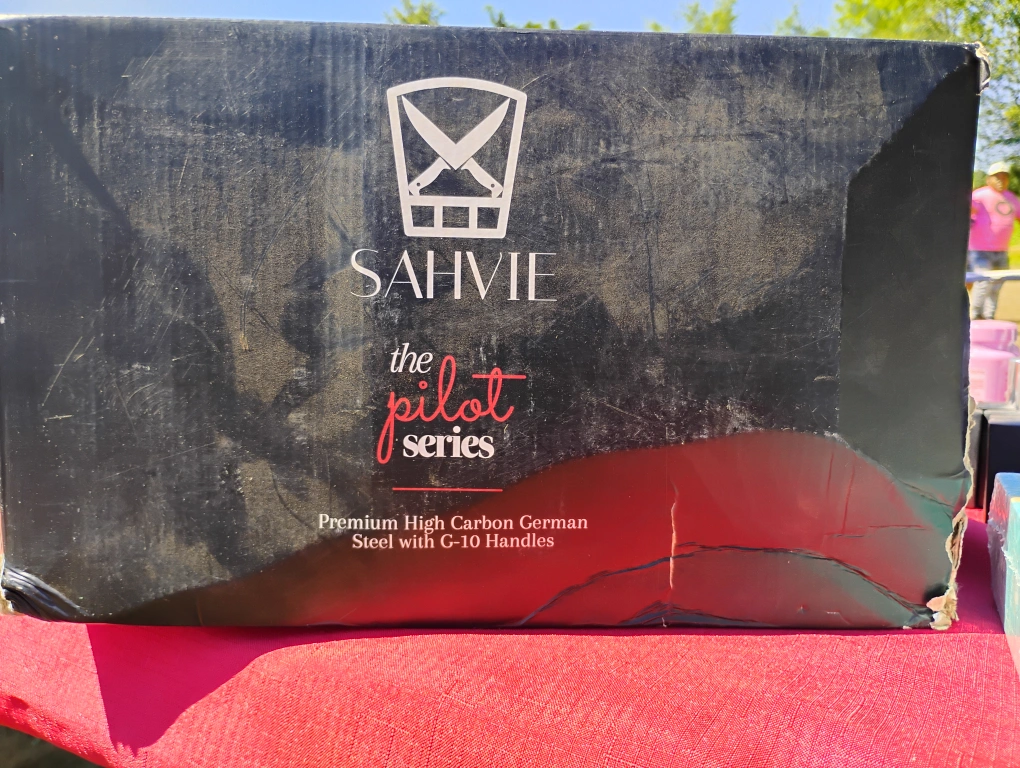 SAHVIE
the
pilot
series
Premium High Carbon German
Steel with G-10 Handles